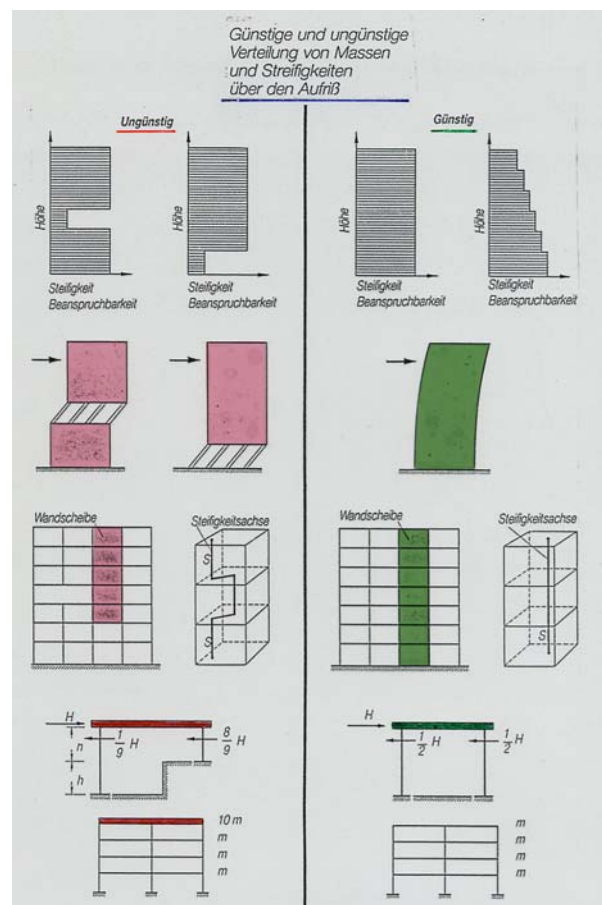 Günstige und ungünstige
Verteilung von Massen
und Streifigkeiten
über den Aufriß
Ungünstig
Günstig
Höhe
Höhe
Höhe
Höhe
Steifigkeit
Beanspruchbarkeit
Steifigkeit
Beanspruchbarkeit
Steifigkeit
Beanspruchbarkeit
Steifigkeit
Beanspruchbarkeit
Wandscheibe
Steifigkeitsachse
S
S
Wandscheibe
Steifigkeitsachse
S
H
1/9 H
8/9 H
h
H
1/2 H
1/2 H
10 m
m
m
m
m
m
m
m